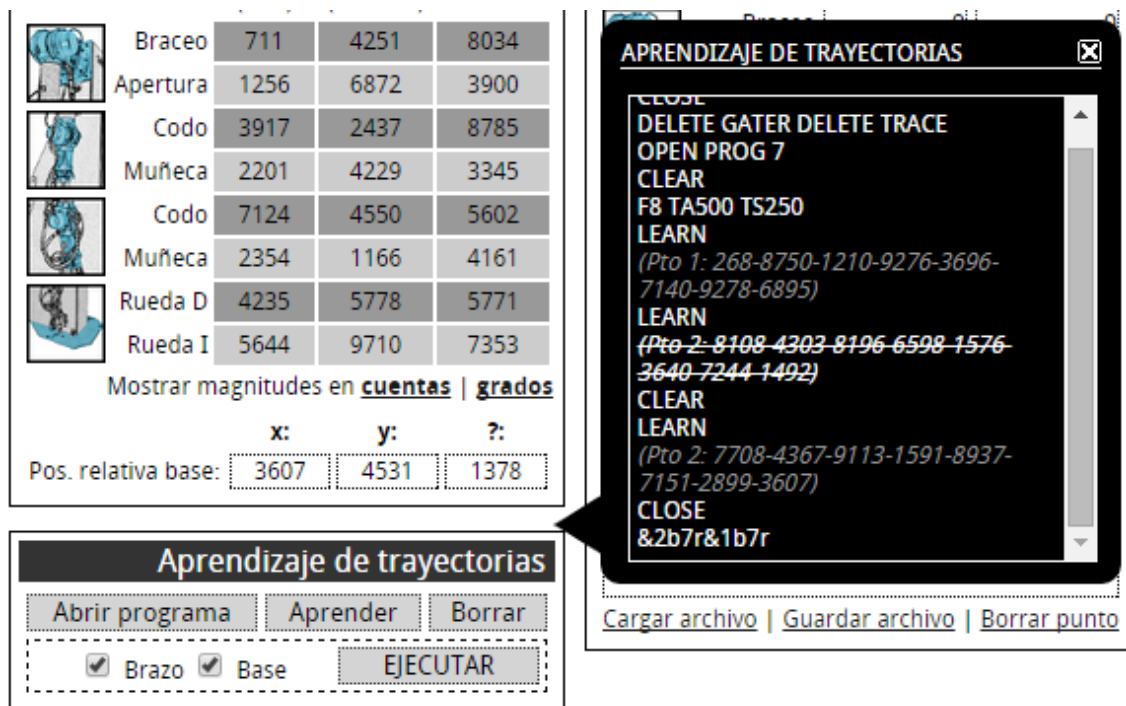 Braceo 711 4251 8034
Apertura 1256 6872 3900
Codo 3917 2437 8785
Muñeca 2201 4229 3345
Codo 7124 4550 5602
Muñeca 2354 1166 4161
Rueda D 4235 5778 5771
Rueda I 5644 9710 7353
Mostrar magnitudes en cuentas | grados
x: y: ?:
Pos. relativa base: 3607 4531 1378
Aprendizaje de trayectorias
Abrir programa Aprender Borrar
Brazo Base EJECUTAR
APRENDIZAJE DE TRAYECTORIAS
CLOSE
DELETE GATER DELETE TRACE
OPEN PROG 7
CLEAR
F8 TA500 TS250
LEARN
(Pto 1: 268-8750-1210-9276-3696-
7140-9278-6895)
LEARN
(Pto 2: 8108-4303-8196-6598-1576-
3640-7244-1492)
CLEAR
LEARN
(Pto 2: 7708-4367-9113-1591-8937-
7151-2899-3607)
CLOSE
&2b7r&1b7r
Cargar archivo | Guardar archivo | Borrar punto